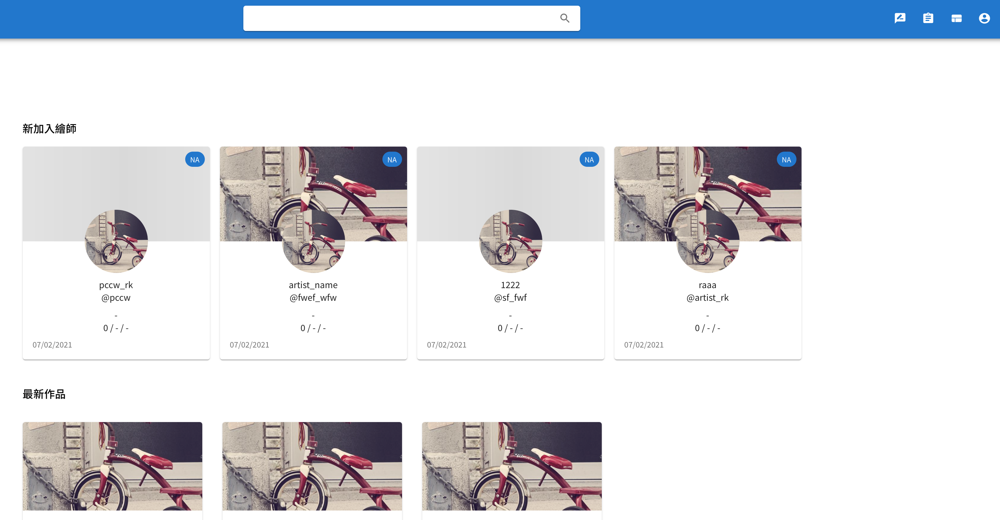 新加入繪師
NA
NA
NA
NA
pccw_rk
@pccw
-
0 / - / -
07/02/2021
artist_name
@fwef_wfw
-
0 / - / -
07/02/2021
1222
@sf_fwf
-
0 / - / -
07/02/2021
raaa
@artist_rk
-
0 / - / -
07/02/2021
最新作品